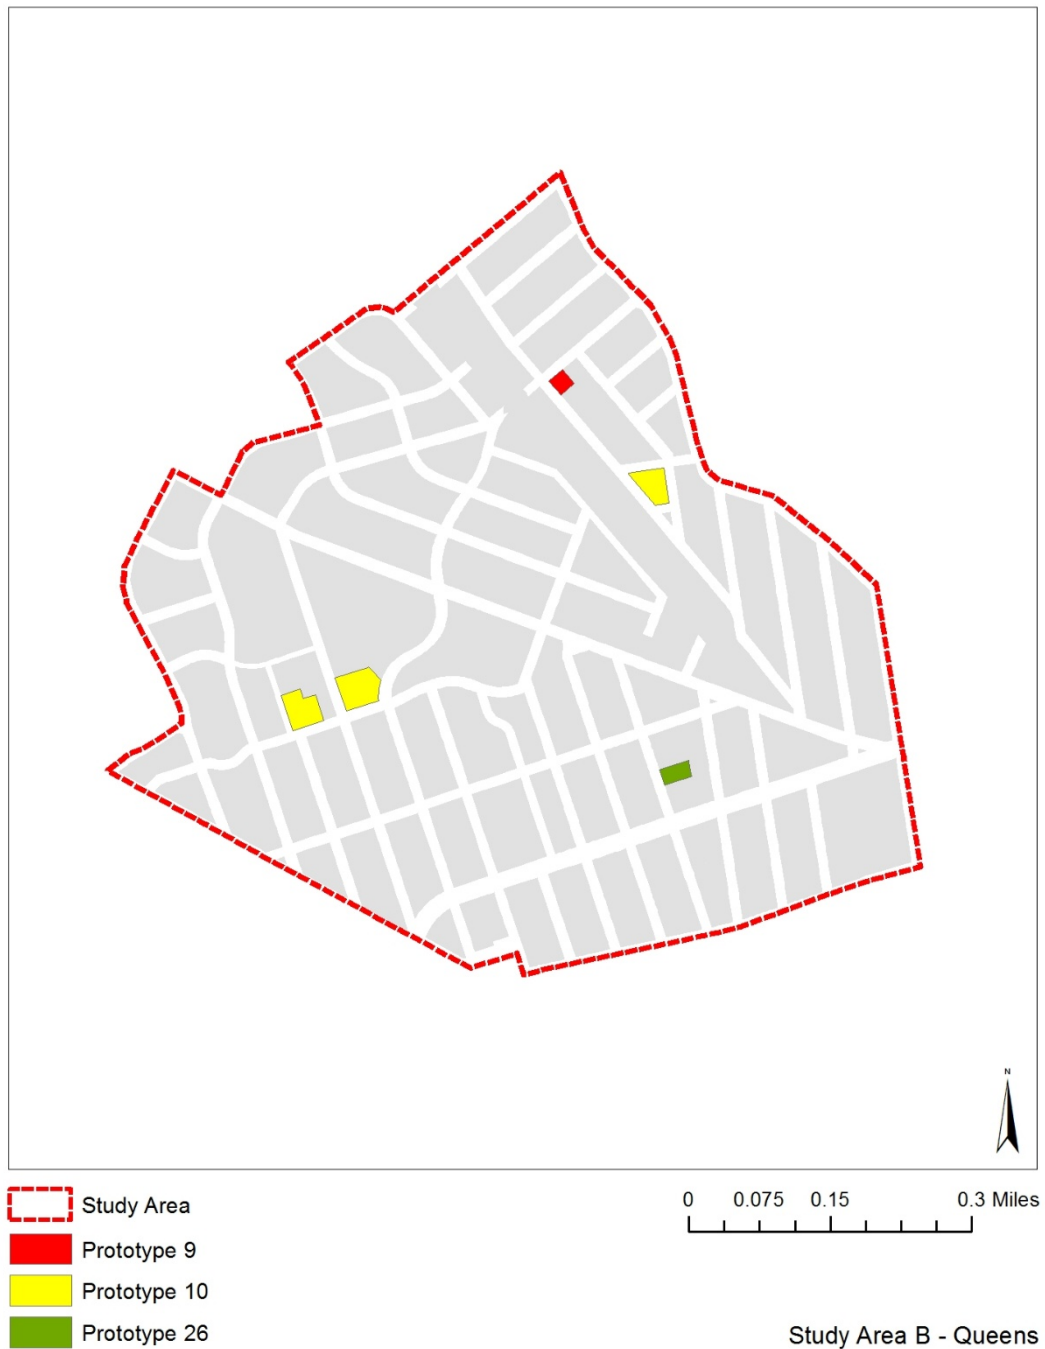 N
Study Area
0 0.075 0.15 0.3 Miles
Prototype 9
Prototype 10
Prototype 26
Study Area B - Queens